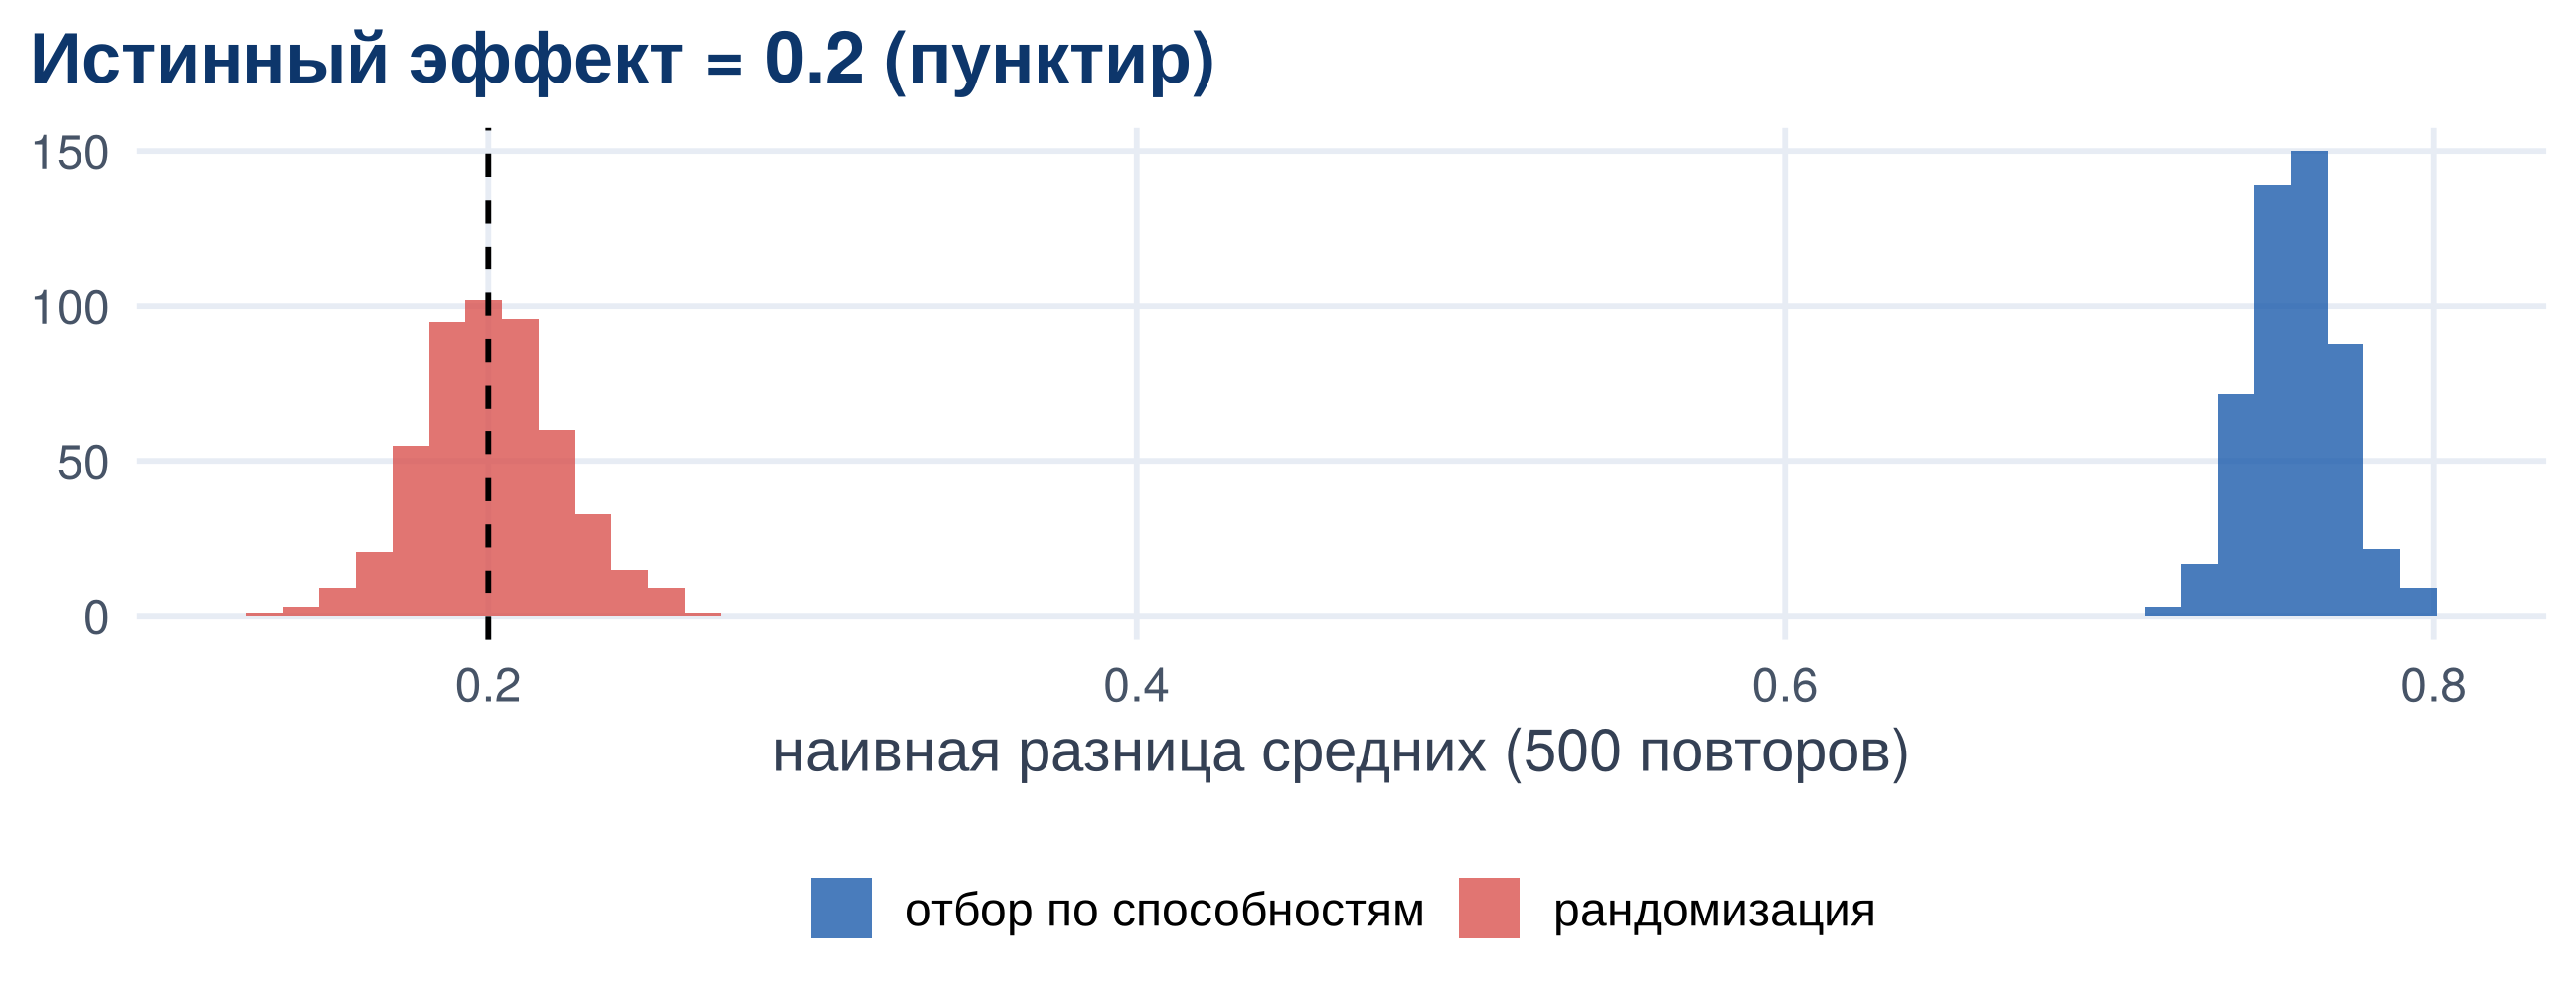 Истинный эффект = 0.2 (пунктир)
150
100
50
0
0.2 0.4 0.6 0.8
наивная разница средних (500 повторов)
отбор по способностям рандомизация